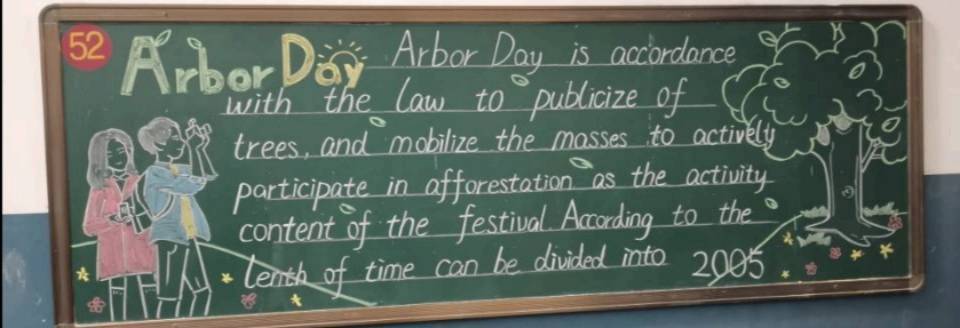 52
Arbor Day
Arbor Day is accordance
with the law to publicize of
trees, and mobilize the masses to actively
participate in afforestation as the activity
content of the festival. According to the
lenth of time can be divided into 2005